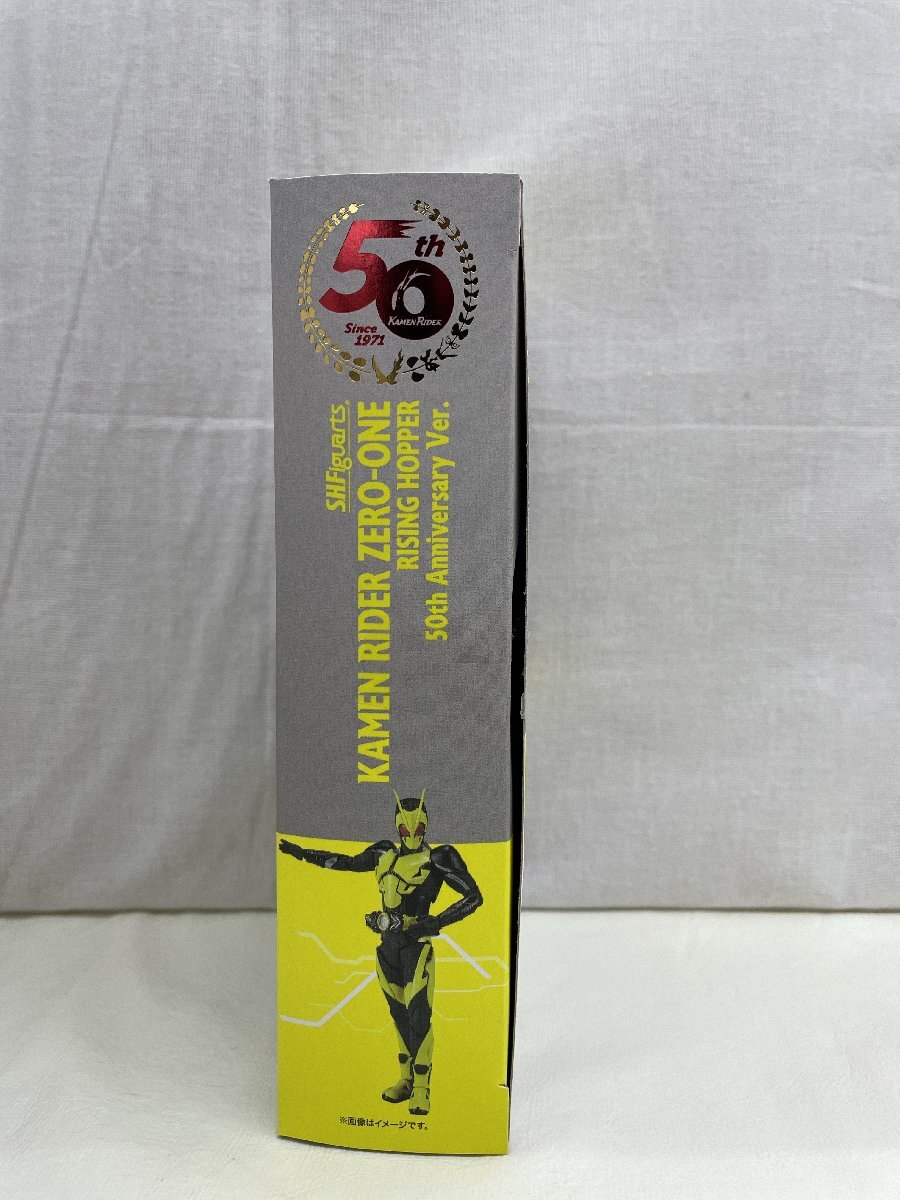 50th
KAMEN RIDER
Since
1971
S.H.Figuarts
KAMEN RIDER ZERO-ONE
RISING HOPPER
50th Anniversary Ver.
※画像はイメージです。